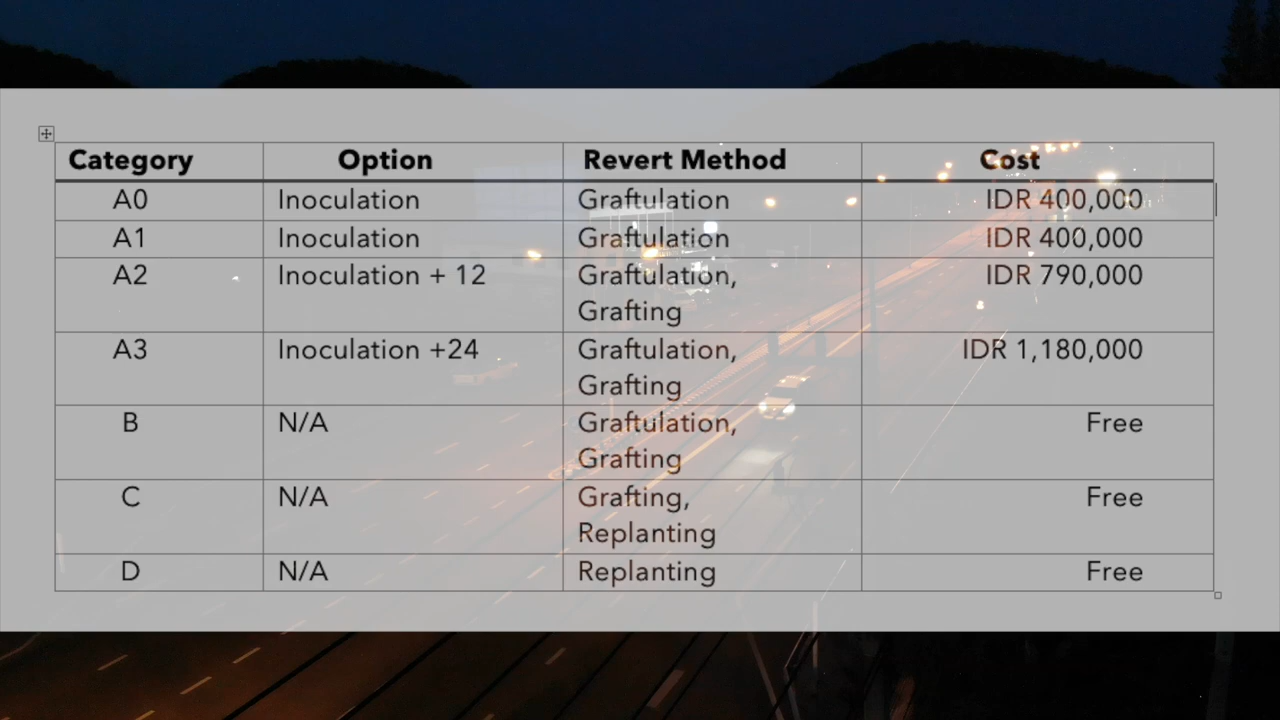 Category Option Revert Method Cost
A0 Inoculation Graftulation IDR 400,000
A1 Inoculation Graftulation IDR 400,000
A2 Inoculation + 12 Graftulation, IDR 790,000
Grafting
A3 Inoculation +24 Graftulation, IDR 1,180,000
Grafting
B N/A Graftulation, Free
Grafting
C N/A Grafting, Free
Replanting
D N/A Replanting Free